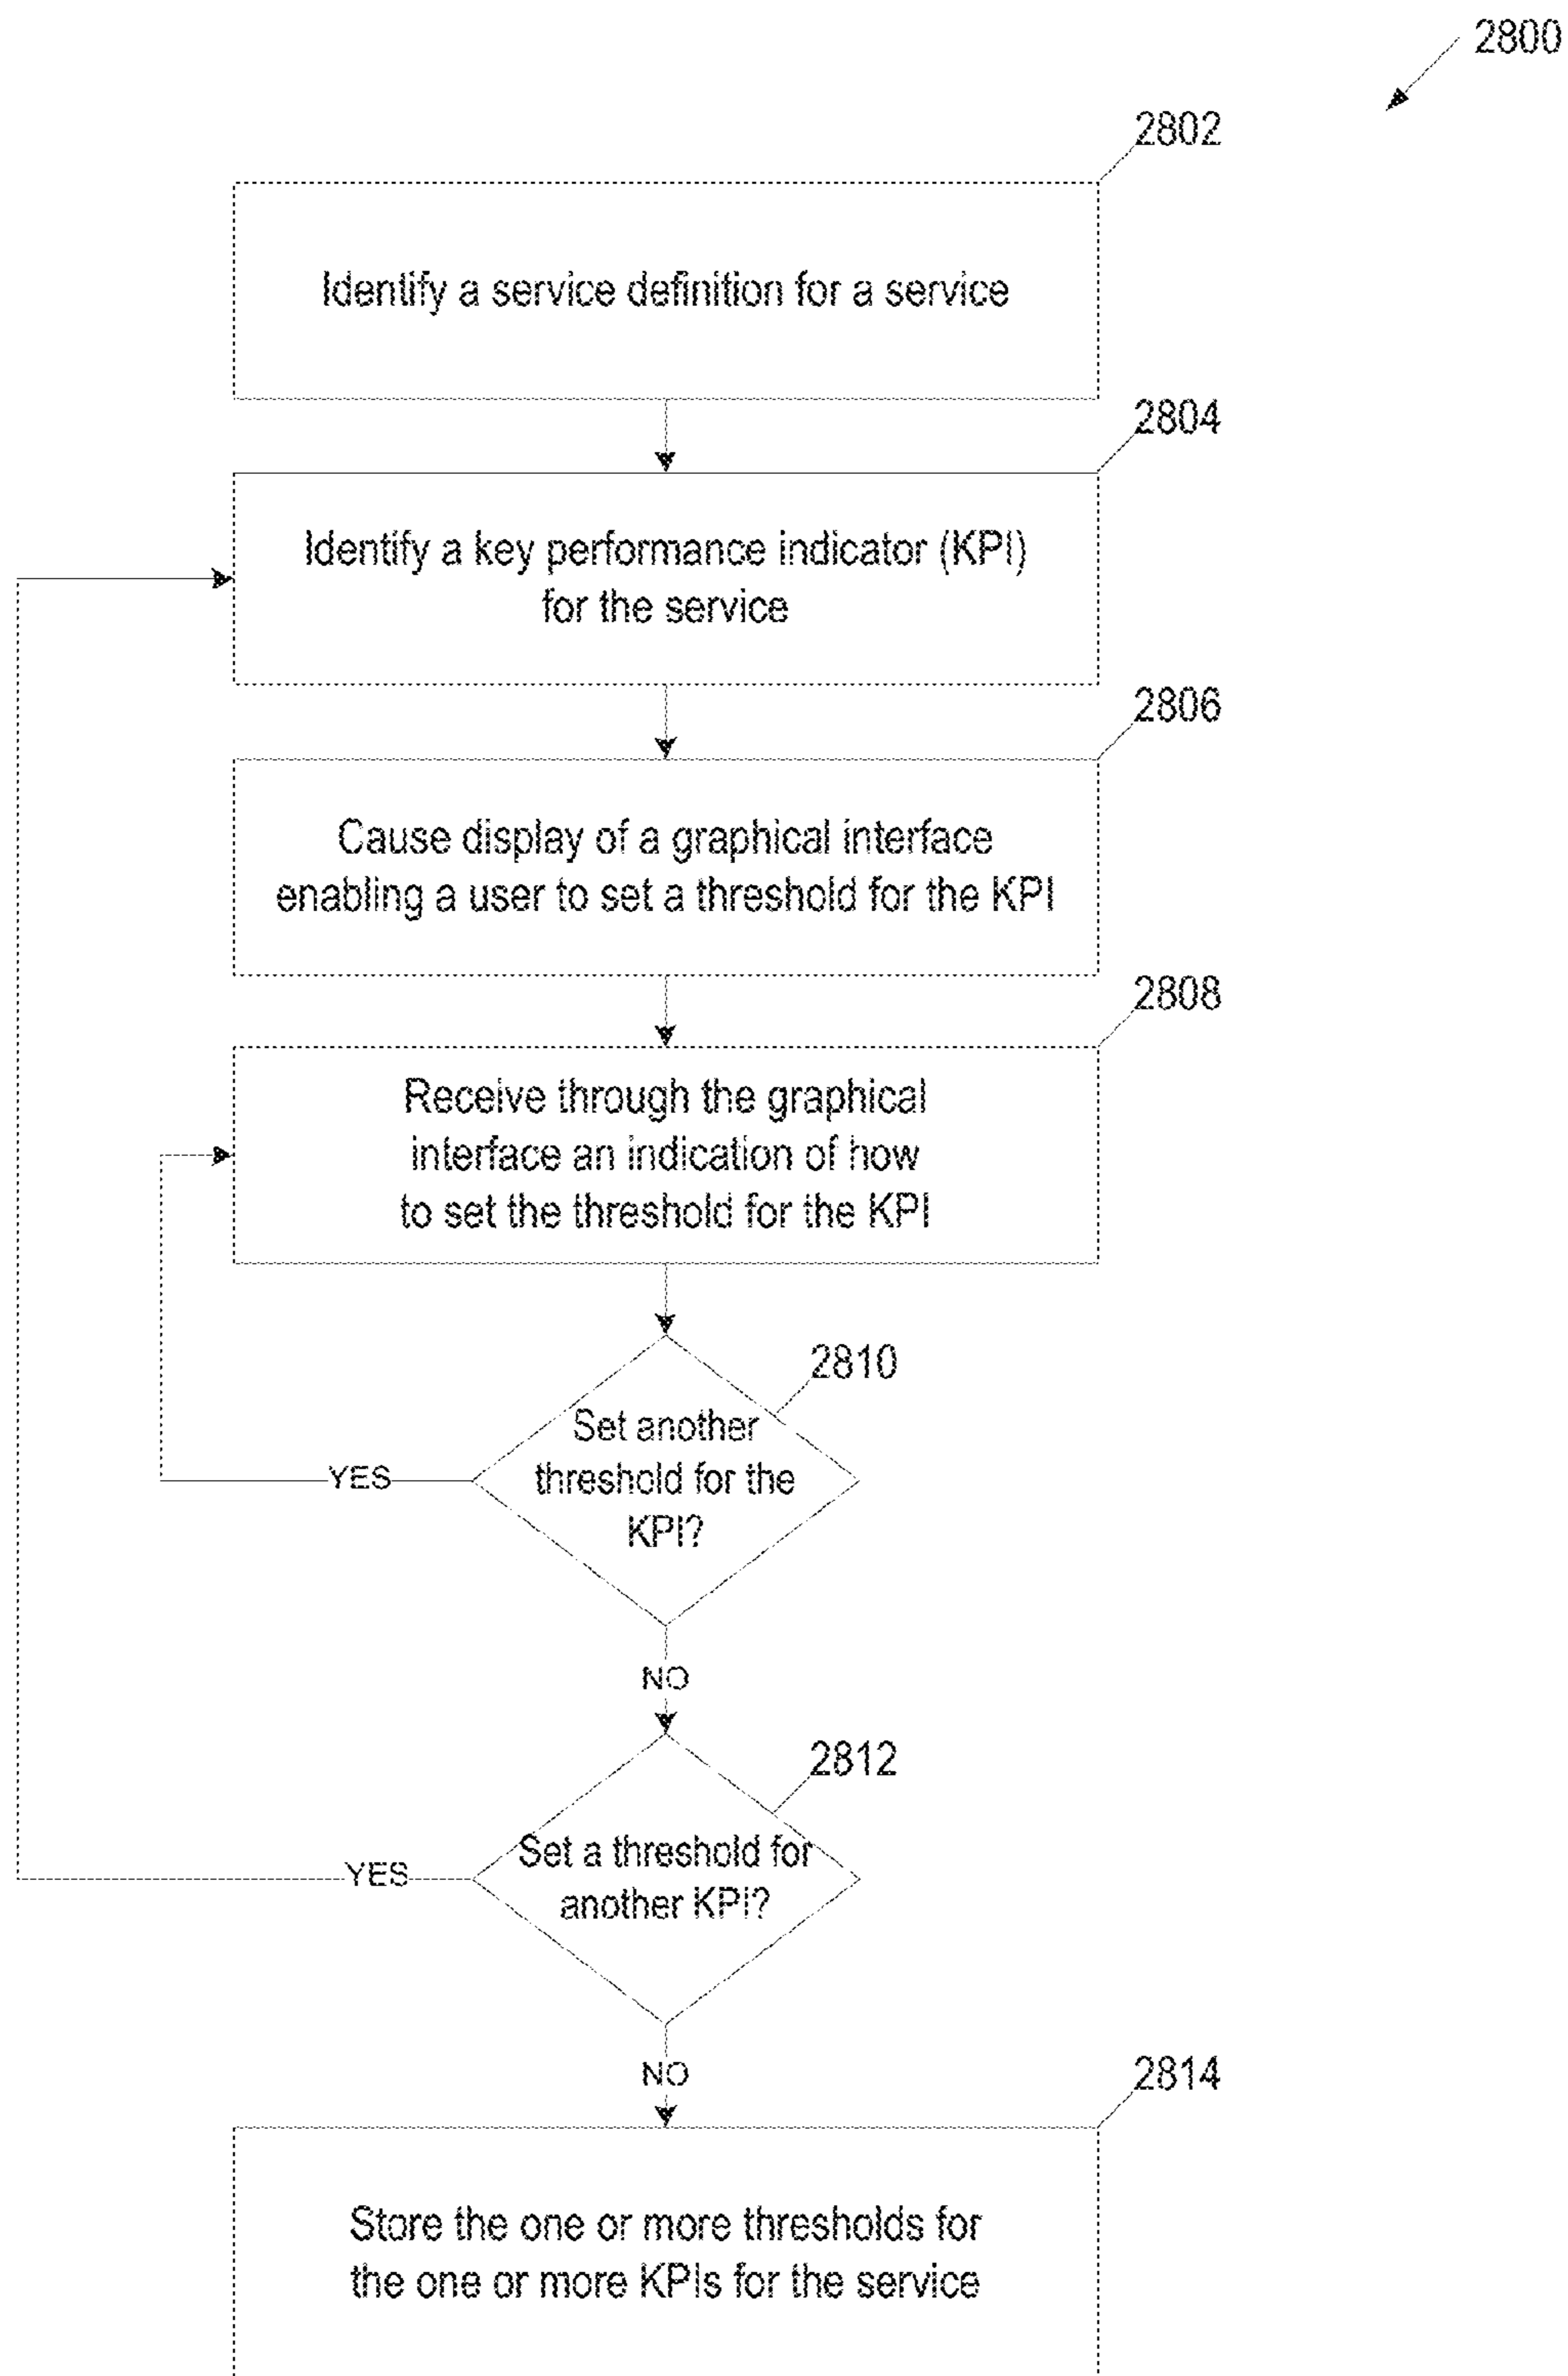 2800
2802
Identify a service definition for a service
2804
Identify a key performance indicator (KPI)
for the service
2806
Cause display of a graphical interface
enabling a user to set a threshold for the KPI
2808
Receive through the graphical
interface an indication of how
to set the threshold for the KPI
2810
Set another
threshold for the
KPI?
YES
NO
2812
Set a threshold for
another KPI?
YES
NO
2814
Store the one or more thresholds for
the one or more KPIs for the service